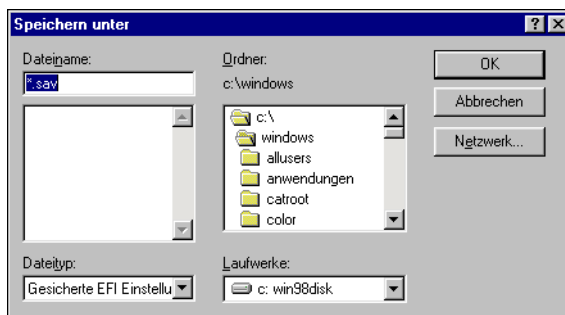 Speichern unter
Dateiname:
*.sav
Ordner:
c:\windows
c:\
windows
allusers
anwendungen
catroot
color
OK
Abbrechen
Netzwerk...
Dateityp:
Gesicherte EFI Einstellu
Laufwerke:
c: win98disk